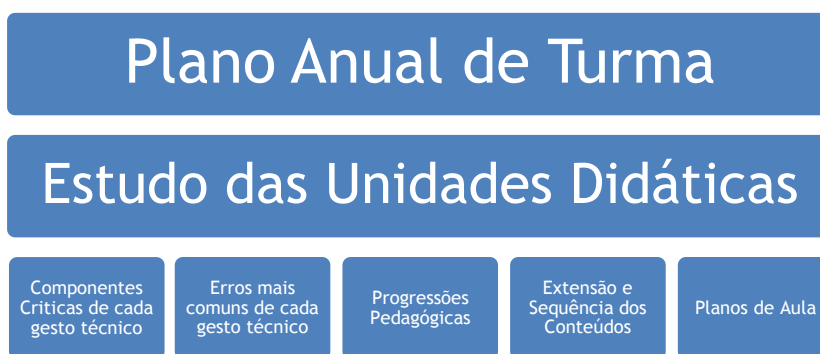 Plano Anual de Turma
Estudo das Unidades Didáticas
Componentes
Criticas de cada
gesto técnico
Erros mais
comuns de cada
gesto técnico
Progressões
Pedagógicas
Extensão e
Sequência dos
Conteúdos
Planos de Aula